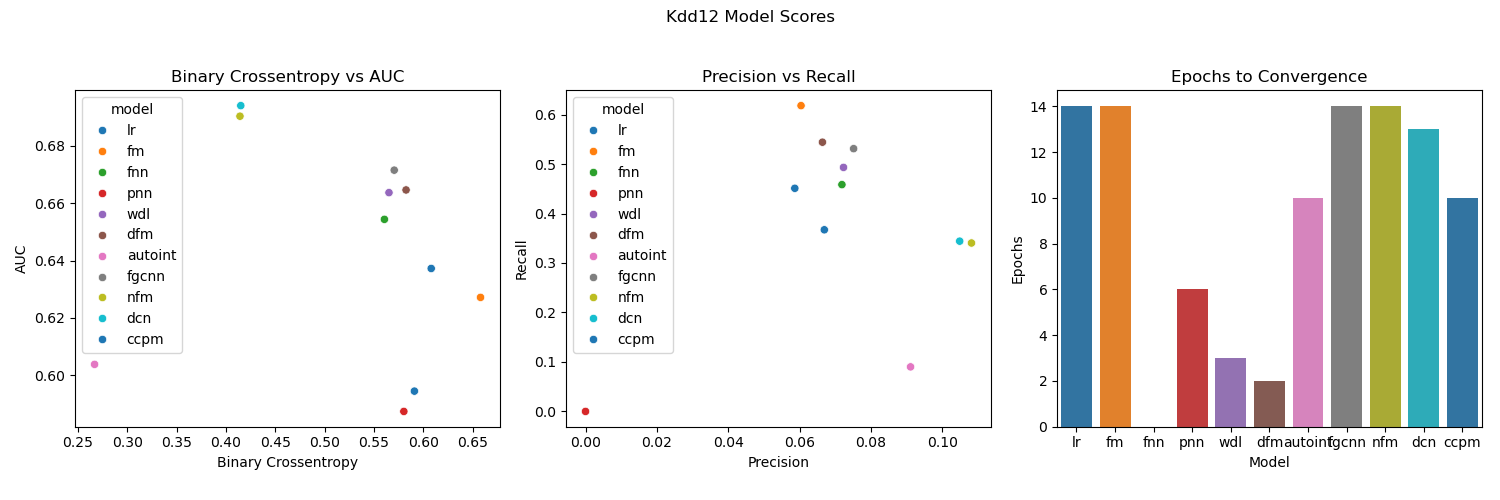 Kdd12 Model Scores
Binary Crossentropy vs AUC
AUC
0.68
0.66
0.64
0.62
0.60
model
lr
fm
fnn
pnn
wdl
dfm
autoint
fgcnn
nfm
dcn
ccpm
0.25 0.30 0.35 0.40 0.45 0.50 0.55 0.60 0.65
Binary Crossentropy
Precision vs Recall
Recall
0.6
0.5
0.4
0.3
0.2
0.1
0.0
model
lr
fm
fnn
pnn
wdl
dfm
autoint
fgcnn
nfm
dcn
ccpm
0.00 0.02 0.04 0.06 0.08 0.10
Precision
Epochs to Convergence
Epochs
14
12
10
8
6
4
2
0
lr fm fnn pnn wdl dfm autoint fgcnn nfm dcn ccpm
Model